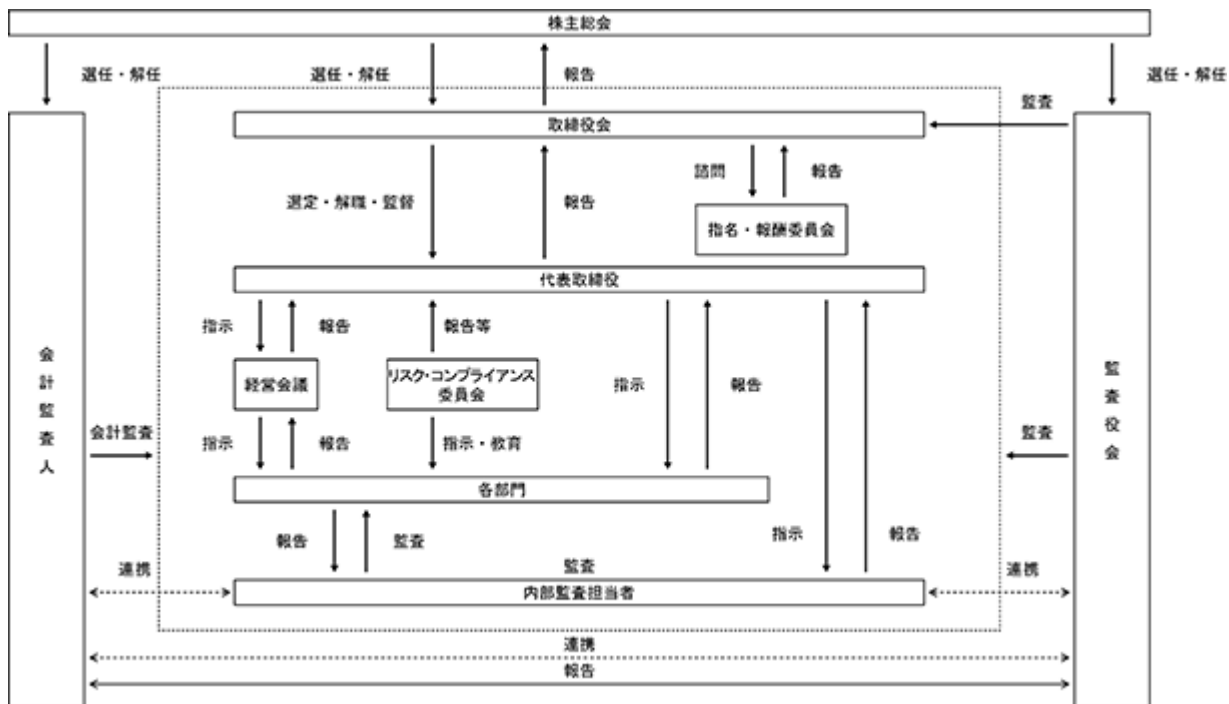 株主総会
選任・解任
選任・解任
報告
選任・解任
監査
取締役会
諮問
報告
選定・解職・監督
報告
指名・報酬委員会
代表取締役
指示
報告
報告等
指示
報告
経営会議
リスク・コンプライアンス
委員会
会計監査人
監査役会
会計監査
指示
報告
指示・教育
監査
各部門
報告
監査
指示
報告
監査
連携
内部監査担当者
連携
連携
報告